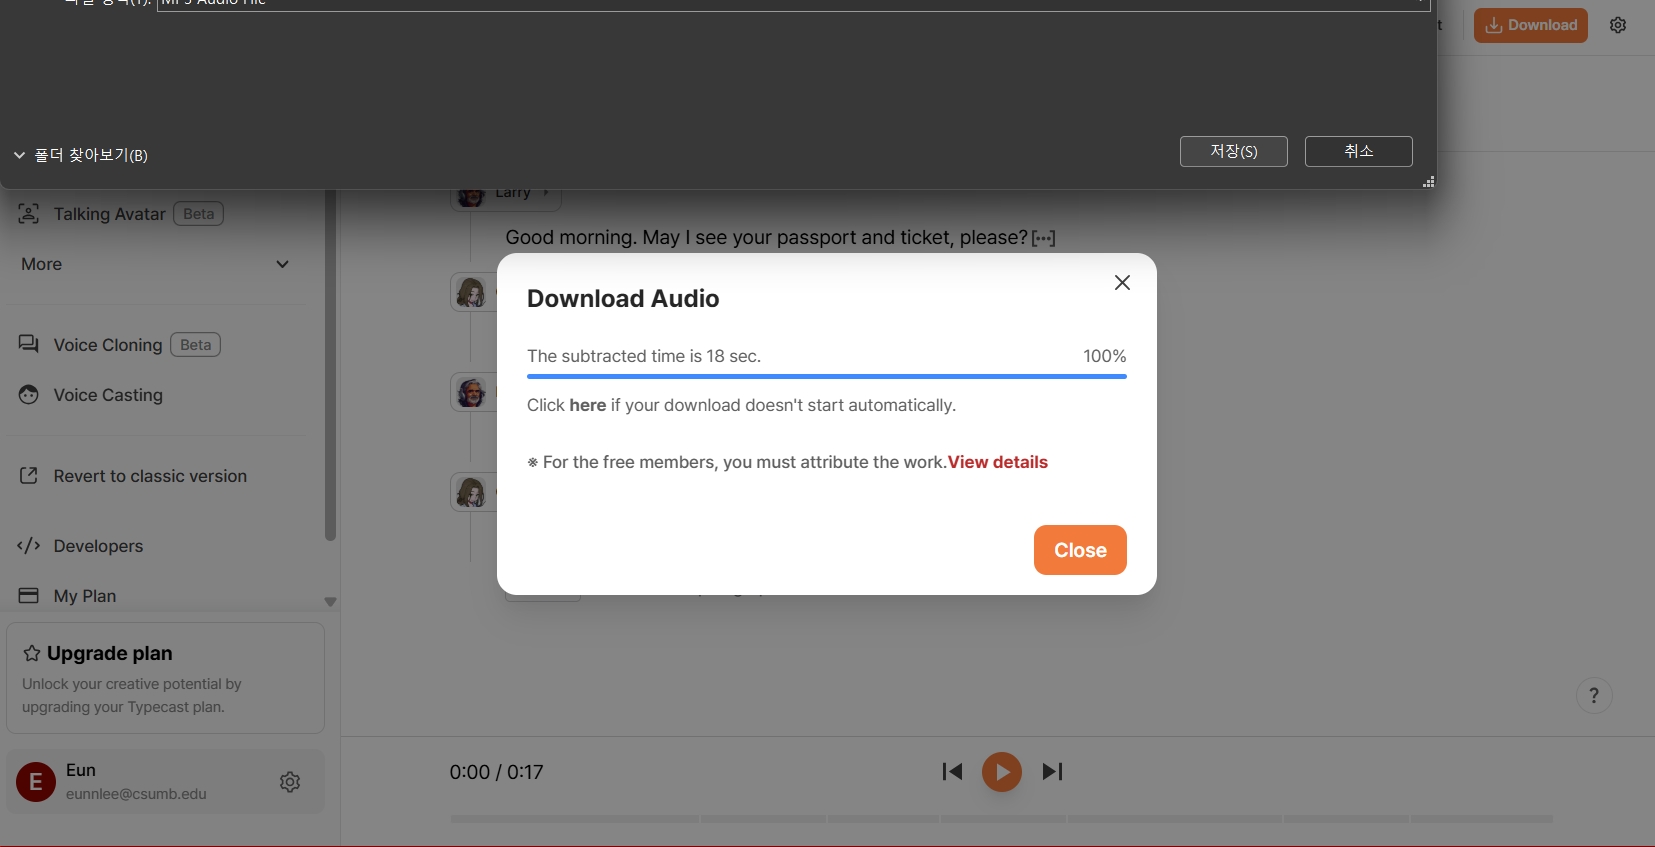 파일 형식(T):
MP3 Audio File
t
Download
폴더 찾아보기(B)
저장(S)
취소
Larry
Talking Avatar Beta
Good morning. May I see your passport and ticket, please?[···]
More
Download Audio
The subtracted time is 18 sec.
100%
Click here if your download doesn't start automatically.
※ For the free members, you must attribute the work.View details
Close
Voice Cloning Beta
Voice Casting
Revert to classic version
</> Developers
My Plan
Upgrade plan
Unlock your creative potential by
upgrading your Typecast plan.
?
E
Eun
eunnlee@csumb.edu
0:00 / 0:17